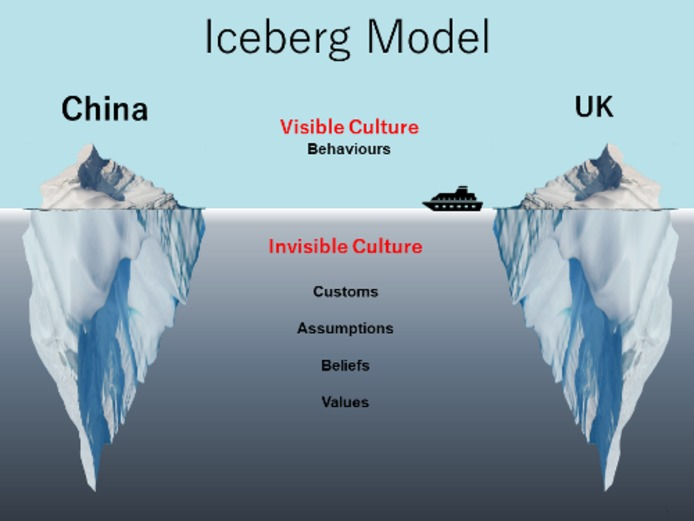 Iceberg Model
China
UK
Visible Culture
Behaviours
Invisible Culture
Customs
Assumptions
Beliefs
Values